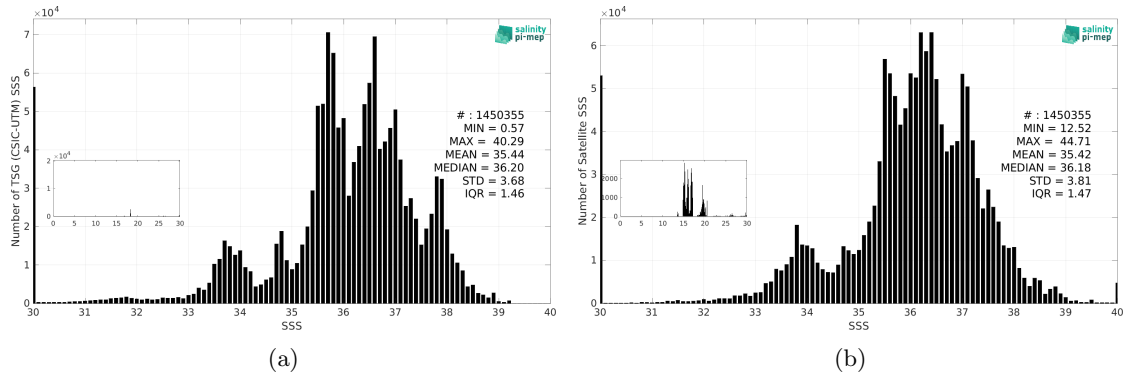 ×10⁴
7
6
5
4
3
2
1
0
Number of TSG (CSIC-UTM) SSS
salinity
pi-mep
# : 1450355
MIN = 0.57
MAX = 40.29
MEAN = 35.44
MEDIAN = 36.20
STD = 3.68
IQR = 1.46
×10⁴
2
1
0
0 5 10 15 20 25 30
30 31 32 33 34 35 36 37 38 39 40
SSS
(a)
×10⁴
6
5
4
3
2
1
0
Number of Satellite SSS
salinity
pi-mep
# : 1450355
MIN = 12.52
MAX = 44.71
MEAN = 35.42
MEDIAN = 36.18
STD = 3.81
IQR = 1.47
2000
1000
0
0 5 10 15 20 25 30
30 31 32 33 34 35 36 37 38 39 40
SSS
(b)